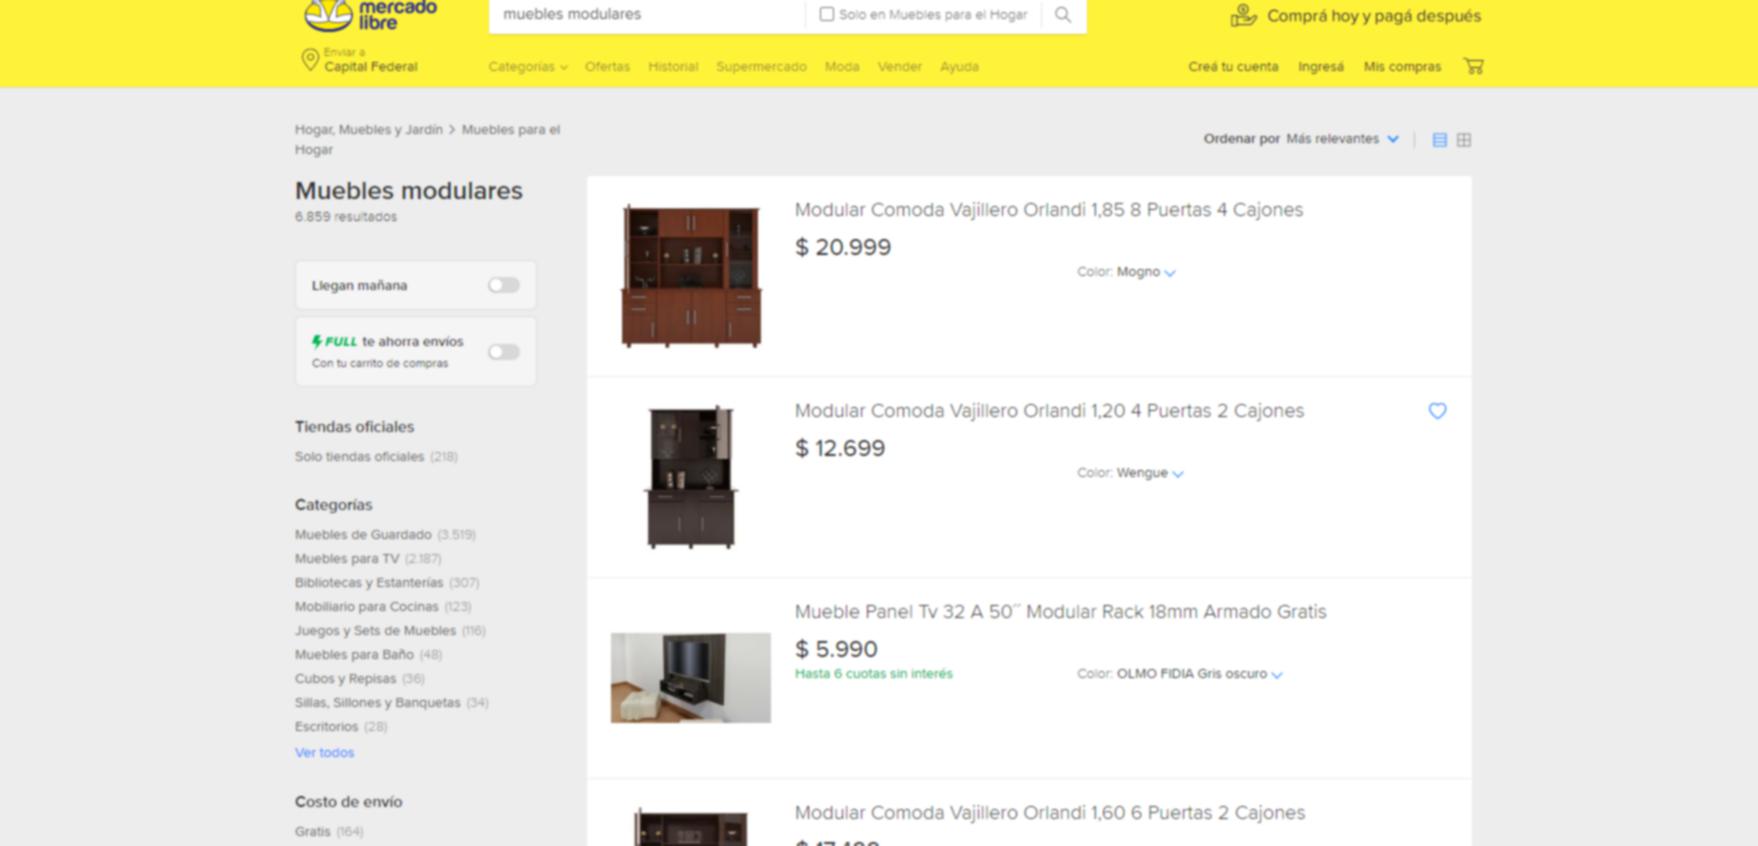 mercado
libre
muebles modulares
Solo en Muebles para el Hogar
Comprá hoy y pagá después
Enviar a
Capital Federal
Categorías
Ofertas
Historial
Supermercado
Moda
Vender
Ayuda
Creá tu cuenta
Ingresá
Mis compras
Hogar, Muebles y Jardín > Muebles para el
Hogar
Ordenar por Más relevantes
Muebles modulares
6.859 resultados
Llegan mañana
FULL te ahorra envíos
Con tu carrito de compras
Tiendas oficiales
Solo tiendas oficiales (218)
Categorías
Muebles de Guardado (3.519)
Muebles para TV (2.187)
Bibliotecas y Estanterías (307)
Mobiliario para Cocinas (123)
Juegos y Sets de Muebles (116)
Muebles para Baño (48)
Cubos y Repisas (36)
Sillas, Sillones y Banquetas (34)
Escritorios (28)
Ver todos
Costo de envío
Gratis (164)
Modular Comoda Vajillero Orlandi 1,85 8 Puertas 4 Cajones
$ 20.999
Color: Mogno
Modular Comoda Vajillero Orlandi 1,20 4 Puertas 2 Cajones
$ 12.699
Color: Wengue
Mueble Panel Tv 32 A 50´´ Modular Rack 18mm Armado Gratis
$ 5.990
Hasta 6 cuotas sin interés
Color: OLMO FIDIA Gris oscuro
Modular Comoda Vajillero Orlandi 1,60 6 Puertas 2 Cajones